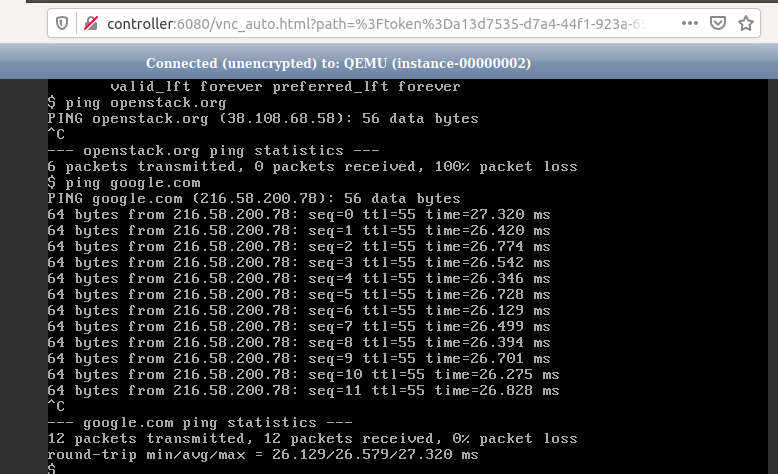 controller:6080/vnc_auto.html?path=%3Ftoken%3Da13d7535-d7a4-44f1-923a-65
Connected (unencrypted) to: QEMU (instance-00000002)
valid_lft forever preferred_lft forever
$ ping openstack.org
PING openstack.org (38.108.68.58): 56 data bytes
^C
--- openstack.org ping statistics ---
6 packets transmitted, 0 packets received, 100% packet loss
$ ping google.com
PING google.com (216.58.200.78): 56 data bytes
64 bytes from 216.58.200.78: seq=0 ttl=55 time=27.320 ms
64 bytes from 216.58.200.78: seq=1 ttl=55 time=26.420 ms
64 bytes from 216.58.200.78: seq=2 ttl=55 time=26.774 ms
64 bytes from 216.58.200.78: seq=3 ttl=55 time=26.542 ms
64 bytes from 216.58.200.78: seq=4 ttl=55 time=26.346 ms
64 bytes from 216.58.200.78: seq=5 ttl=55 time=26.728 ms
64 bytes from 216.58.200.78: seq=6 ttl=55 time=26.129 ms
64 bytes from 216.58.200.78: seq=7 ttl=55 time=26.499 ms
64 bytes from 216.58.200.78: seq=8 ttl=55 time=26.394 ms
64 bytes from 216.58.200.78: seq=9 ttl=55 time=26.701 ms
64 bytes from 216.58.200.78: seq=10 ttl=55 time=26.275 ms
64 bytes from 216.58.200.78: seq=11 ttl=55 time=26.828 ms
^C
--- google.com ping statistics ---
12 packets transmitted, 12 packets received, 0% packet loss
round-trip min/avg/max = 26.129/26.579/27.320 ms
$